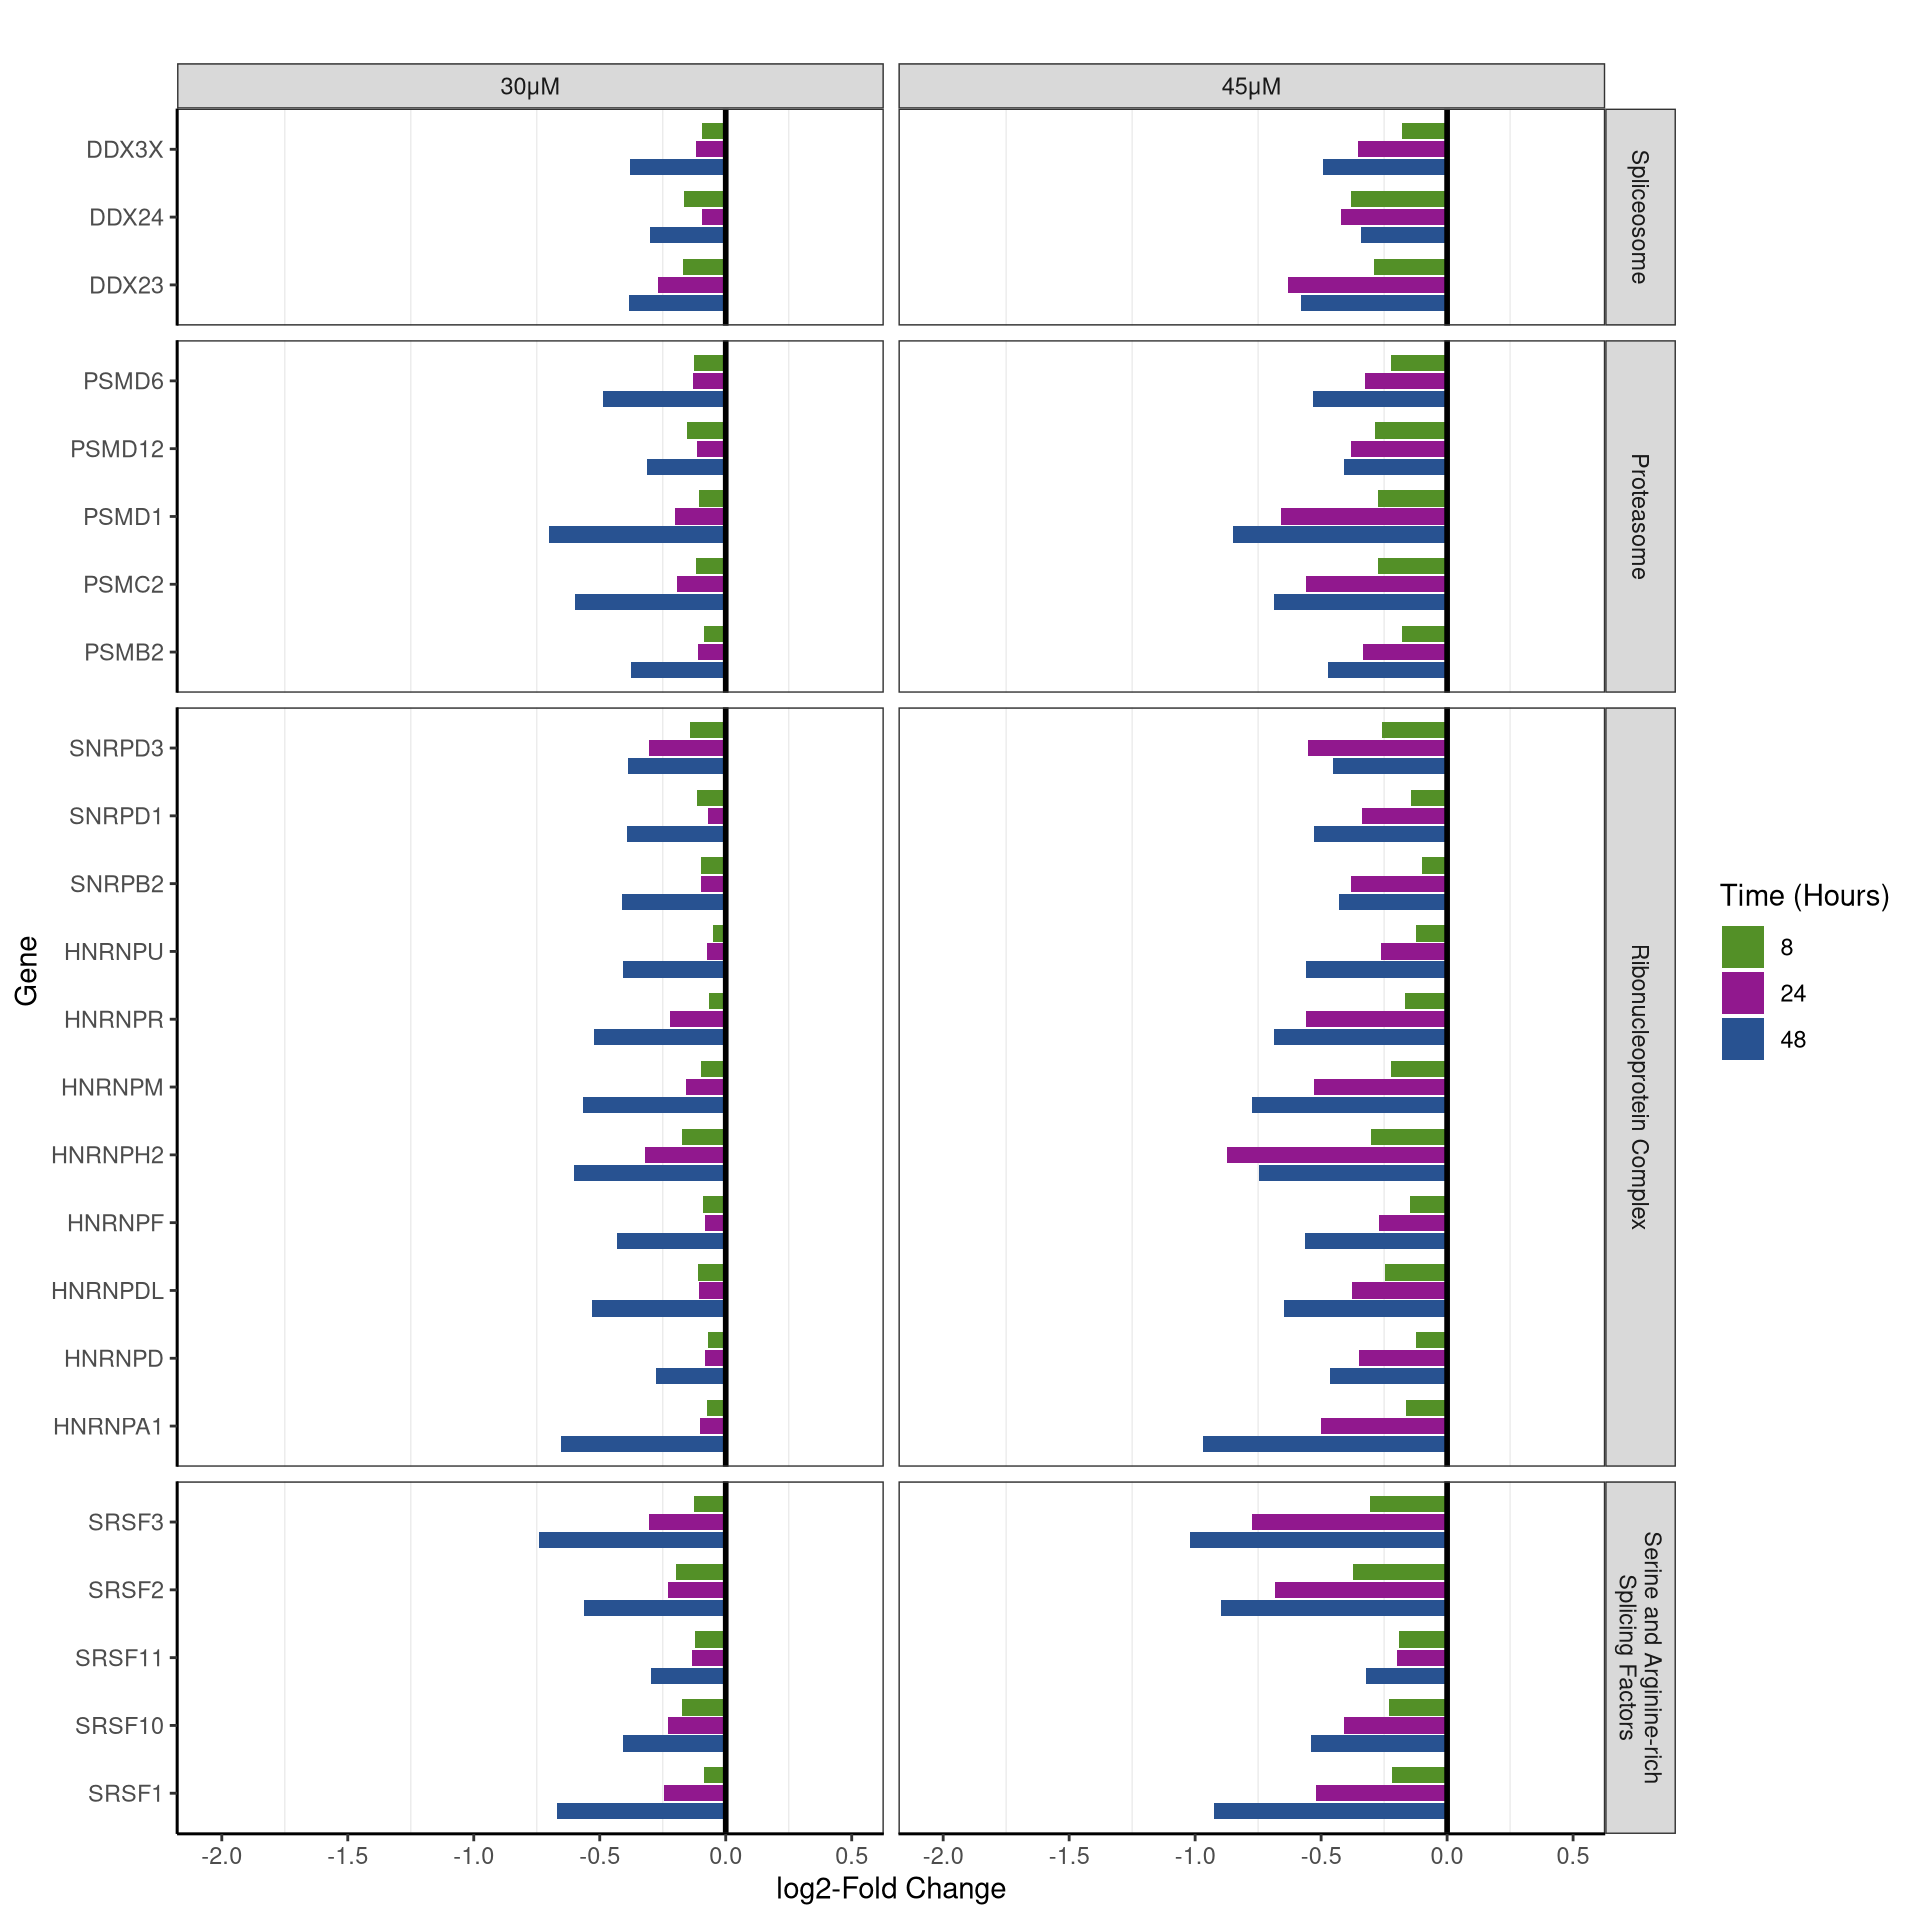 30µM
45µM
DDX3X
DDX24
DDX23
Spliceosome
PSMD6
PSMD12
PSMD1
PSMC2
PSMB2
Proteasome
SNRPD3
SNRPD1
SNRPB2
HNRNPU
HNRNPR
HNRNPM
HNRNPH2
HNRNPF
HNRNPDL
HNRNPD
HNRNPA1
Ribonucleoprotein Complex
SRSF3
SRSF2
SRSF11
SRSF10
SRSF1
Serine and Arginine-rich
Splicing Factors
Gene
-2.0 -1.5 -1.0 -0.5 0.0 0.5
-2.0 -1.5 -1.0 -0.5 0.0 0.5
log2-Fold Change
Time (Hours)
8
24
48